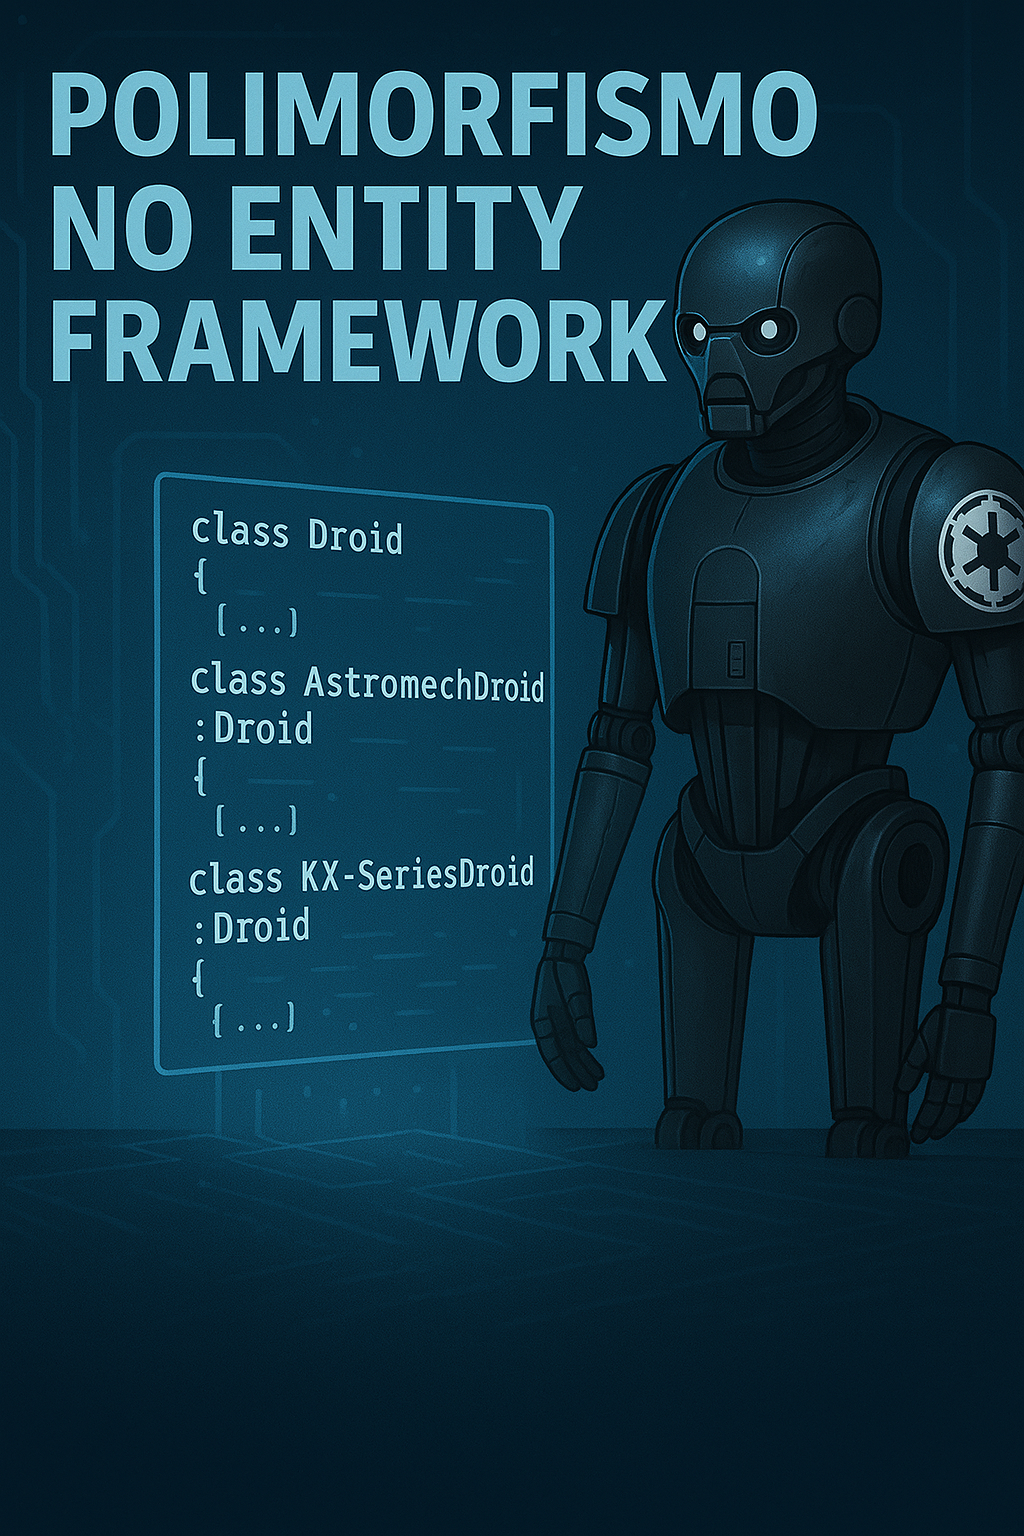 POLIMORFISMO
NO ENTITY
FRAMEWORK
class Droid
{
[...)
class AstromechDroid
:Droid
{
[...)
class KX-SeriesDroid
:Droid
{
{...)